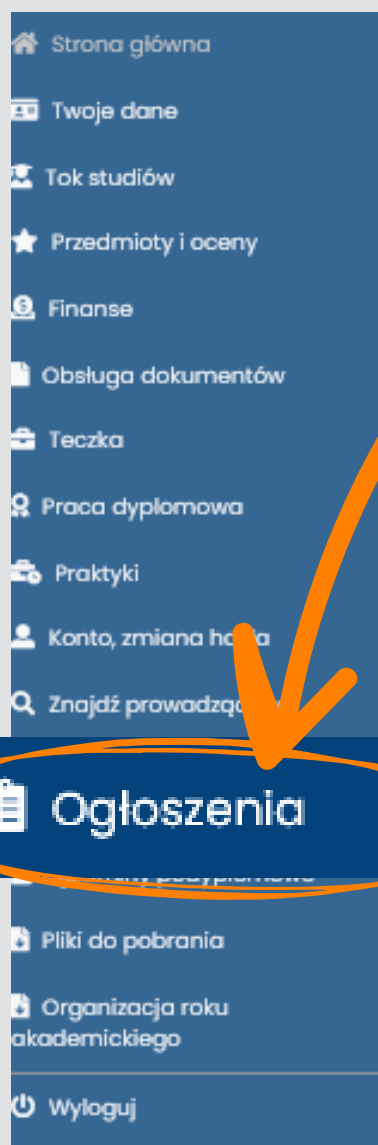 Strona główna
Twoje dane
Tok studiów
Przedmioty i oceny
Finanse
Obsługa dokumentów
Teczka
Praca dyplomowa
Praktyki
Konto, zmiana hasła
Znajdź
Ogłoszenia
Pliki do pobrania
Organizacja roku
akademickiego
Wyloguj